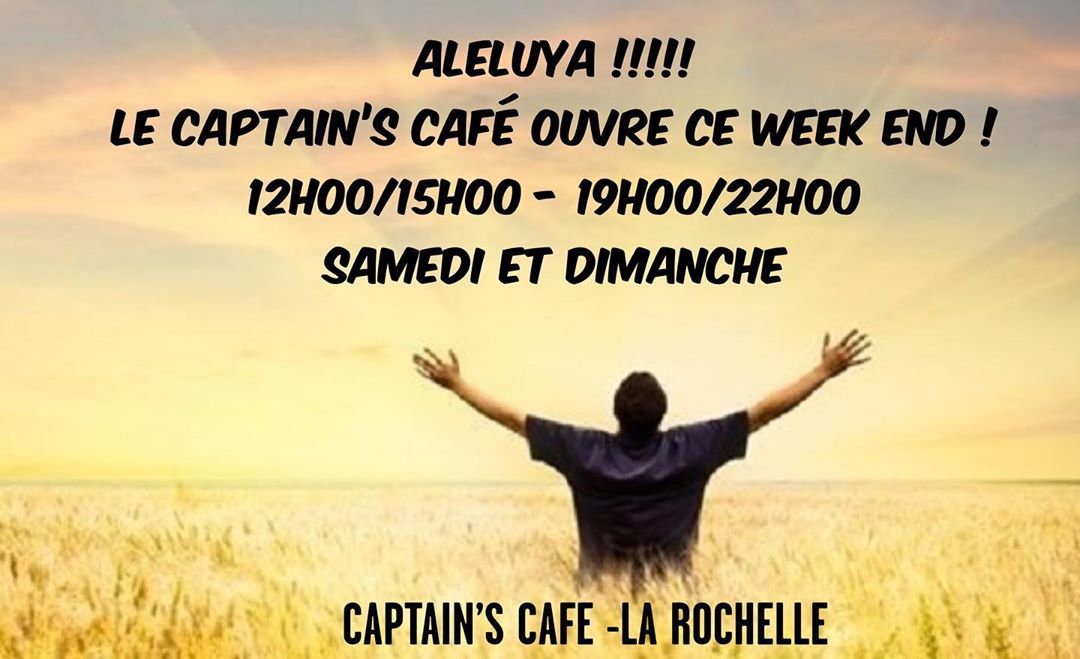 ALELUYA !!!!!
LE CAPTAIN'S CAFÉ OUVRE CE WEEK END !
12H00/15H00 - 19H00/22H00
SAMEDI ET DIMANCHE
CAPTAIN'S CAFE -LA ROCHELLE